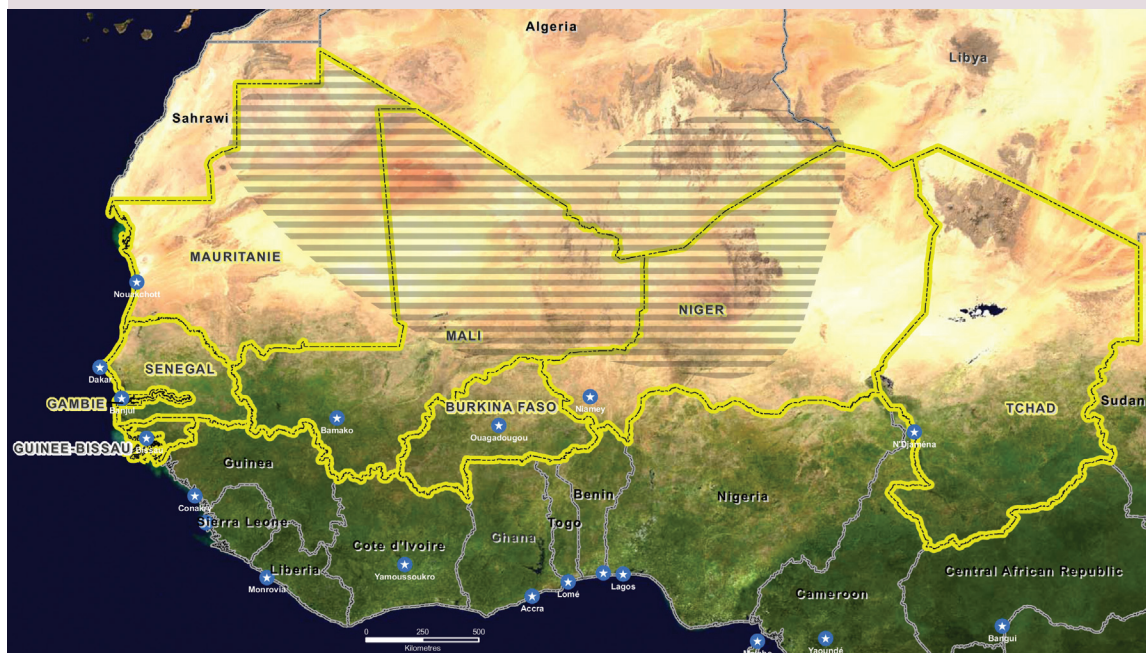 Algeria
Libya
Sahrawi
MAURITANIE
Nouakchott
NIGER
MALI
SENEGAL
Dakar
GAMBIE
Banjul
BURKINA FASO
Niamey
TCHAD
Sudan
Bamako
Ouagadougou
N'Djamena
GUINEE-BISSAU
Bissau
Guinea
Benin
Nigeria
Conakry
Sierra Leone
Togo
Ghana
Cote d'Ivoire
Liberia
Yamoussoukro
Monrovia
Lomé
Lagos
Accra
Central African Republic
Cameroon
Bangui
Yaoundé
0 250 500
Kilometres